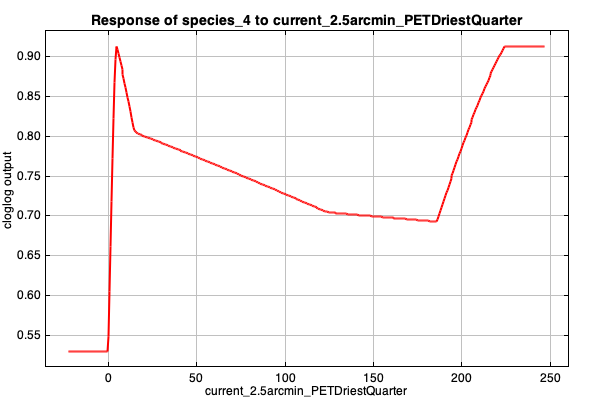 Response of species_4 to current_2.5arcmin_PETDriestQuarter
cloglog output
0.90
0.85
0.80
0.75
0.70
0.65
0.60
0.55
0 50 100 150 200 250
current_2.5arcmin_PETDriestQuarter